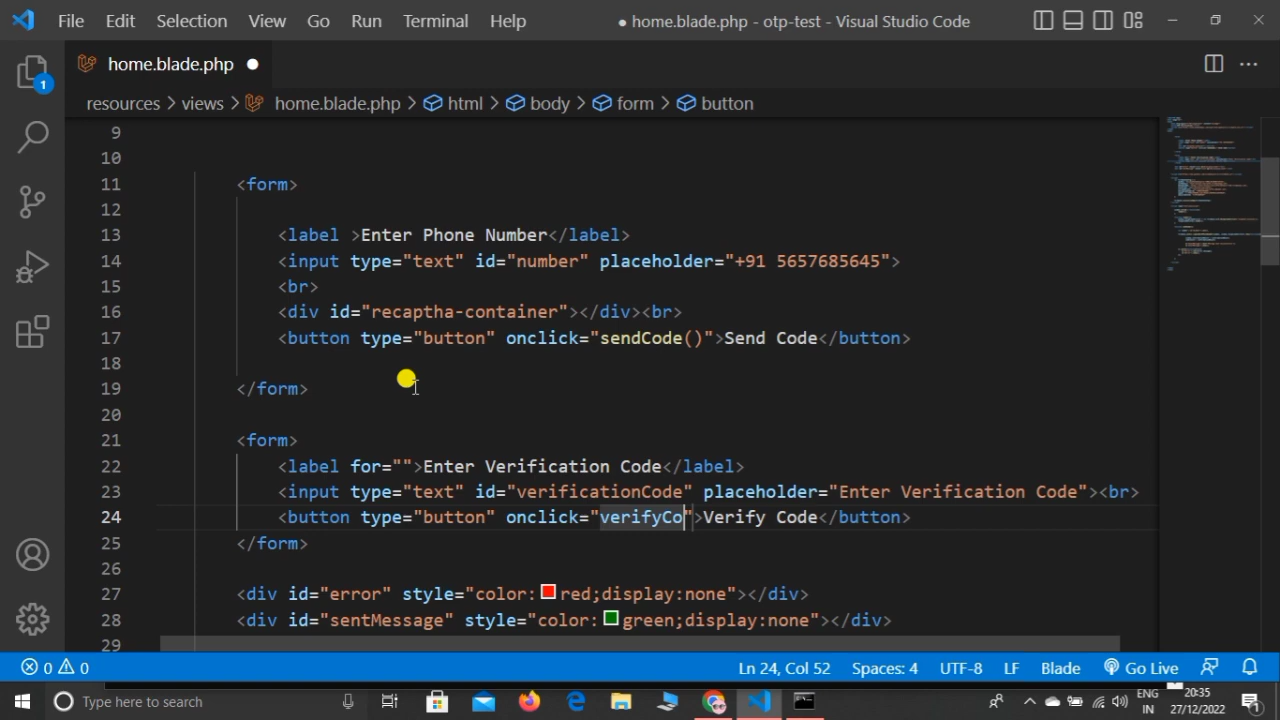 File Edit Selection View Go Run Terminal Help ● home.blade.php - otp-test - Visual Studio Code
home.blade.php
resources > views > home.blade.php > html > body > form > button
1
9
10
11 <form>
12
13 <label >Enter Phone Number</label>
14 <input type="text" id="number" placeholder="+91 5657685645">
15 <br>
16 <div id="recaptha-container"></div><br>
17 <button type="button" onclick="sendCode()">Send Code</button>
18
19 </form>
20
21 <form>
22 <label for="">Enter Verification Code</label>
23 <input type="text" id="verificationCode" placeholder="Enter Verification Code"><br>
24 <button type="button" onclick="verifyCo">Verify Code</button>
25 </form>
26
27 <div id="error" style="color:red;display:none"></div>
28 <div id="sentMessage" style="color:green;display:none"></div>
29
0 0 Ln 24, Col 52 Spaces: 4 UTF-8 LF Blade Go Live
Type here to search ENG IN 20:35 27/12/2022 1